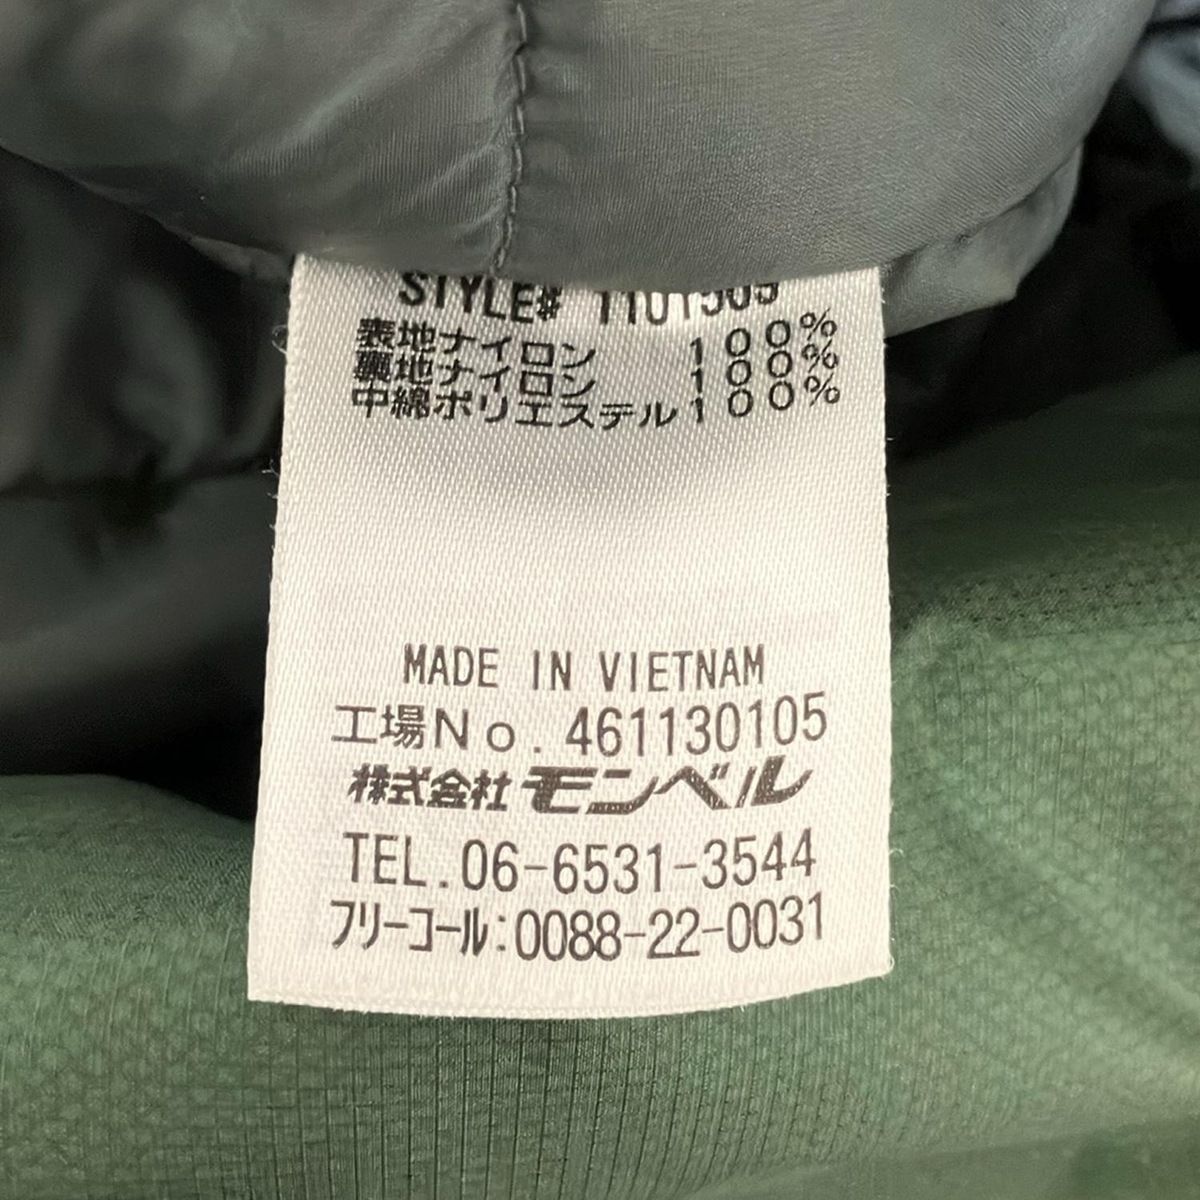 STYLE# 1101509
表地ナイロン 100%
裏地ナイロン 100%
中綿ポリエステル100%
MADE IN VIETNAM
工場No. 461130105
株式会社モンベル
TEL. 06-6531-3544
フリーコール:0088-22-0031